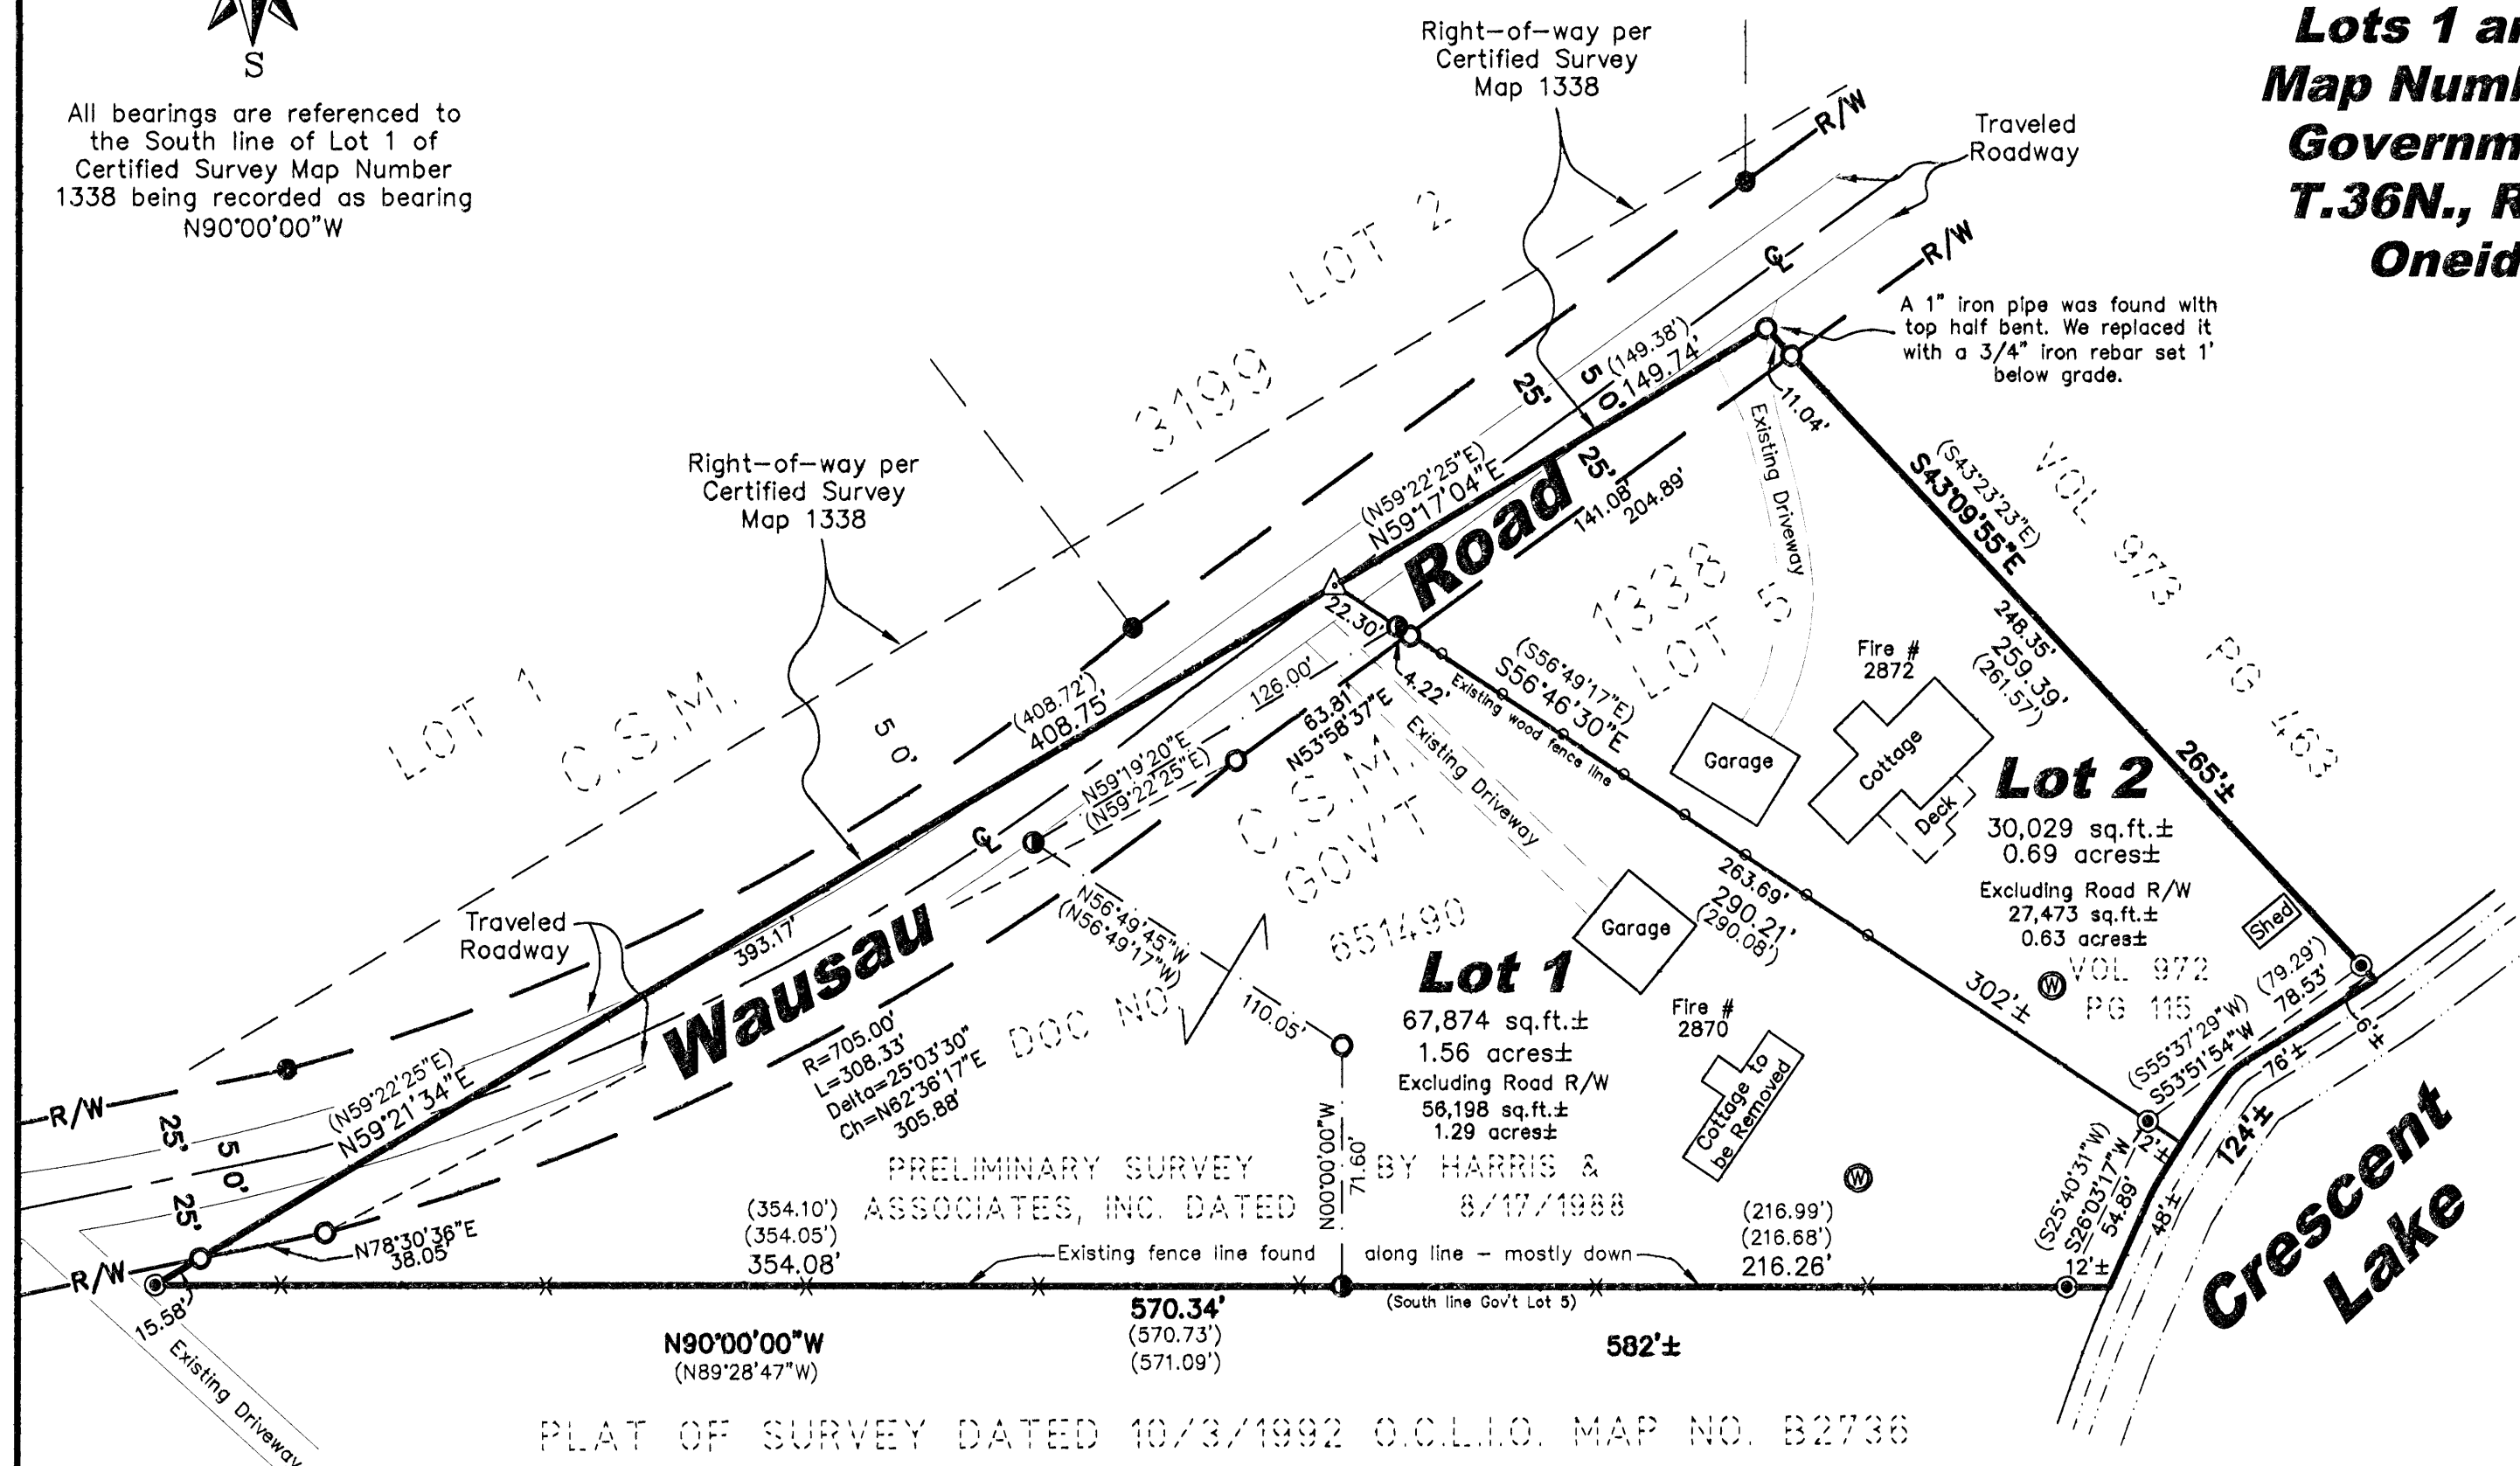 S
All bearings are referenced to
the South line of Lot 1 of
Certified Survey Map Number
1338 being recorded as bearing
N90°00'00"W
Right-of-way per
Certified Survey
Map 1338
R/W
Traveled
Roadway
R/W
Lots 1
Map
T.36N.,
LOT 2
℄
A 1" iron pipe was found with
top half bent. We replaced it
with a 3/4" iron rebar set 1'
below grade.
3199
25'
50'
(149.38')
149.74'
11.04'
Existing Driveway
(S43°23'23"E)
S43°09'55"E
VOL 973 PG 463
Right-of-way per
Certified Survey
Map 1338
(N59°22'25"E)
N59°17'04"E
25'
141.08'
204.89'
Wausau Road
1338
LOT 5
22.30'
4.22'
(S56°49'17"E)
S56°46'30"E
Existing wood fence line
Fire #
2872
248.35'
259.39'
(261.57')
265'±
LOT 1
C.S.M.
50'
(408.72')
408.75'
126.00'
63.81'
N53°58'37"E
N59°19'20"E
(N59°22'25"E)
C.S.M.
GOV'T
Existing Driveway
Garage
Cottage
Deck
Lot 2
30,029 sq.ft.±
0.69 acres±
Excluding Road R/W
27,473 sq.ft.±
0.63 acres±
Shed
℄
N56°49'45"W
(N56°49'17"W)
110.05'
651490
DOC NO
Garage
263.69'
290.21'
(290.08')
302'±
W
VOL 972
PG 115
(79.29')
78.53'
(S55°37'29"W)
S53°51'54"W
6'±
76'±
Traveled
Roadway
393.17'
Lot 1
67,874 sq.ft.±
1.56 acres±
Excluding Road R/W
56,198 sq.ft.±
1.29 acres±
Fire #
2870
Cottage to
be Removed
R=705.00'
L=308.33'
Delta=25°03'30"
Ch=N62°36'17"E
305.88'
(N59°22'25"E)
N59°21'34"E
R/W
25'
50'
25'
N78°30'36"E
38.05'
R/W
15.58'
Existing Driveway
PRELIMINARY SURVEY BY HARRIS &
ASSOCIATES, INC. DATED 8/17/1988
N00°00'00"W
71.60'
W
(354.10')
(354.05')
354.08'
(216.99')
(216.68')
216.26'
Existing fence line found along line - mostly down
(S25°40'31"W)
S26°03'17"W
54.89'
2'±
48'±
12'±
124'±
Crescent
Lake
570.34'
(570.73')
(571.09')
(South line Gov't Lot 5)
N90°00'00"W
(N89°28'47"W)
582'±
PLAT OF SURVEY DATED 10/3/1992 O.C.L.I.O. MAP NO. B2736